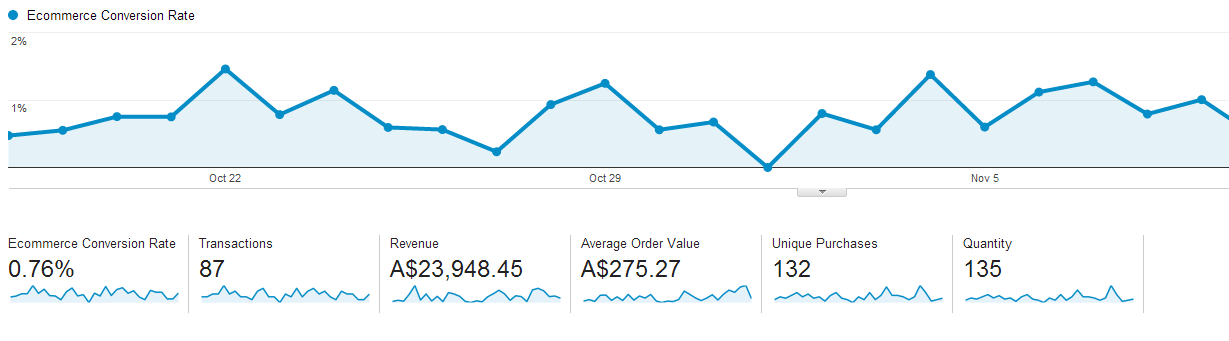 Ecommerce Conversion Rate
2%
1%
Oct 22 Oct 29 Nov 5
Ecommerce Conversion Rate Transactions Revenue Average Order Value Unique Purchases Quantity
0.76% 87 A$23,948.45 A$275.27 132 135